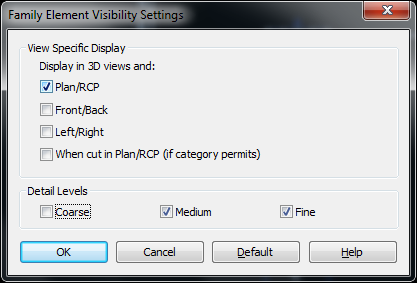 Family Element Visibility Settings
View Specific Display
Display in 3D views and:
Plan/RCP
Front/Back
Left/Right
When cut in Plan/RCP (if category permits)
Detail Levels
Coarse Medium Fine
OK Cancel Default Help